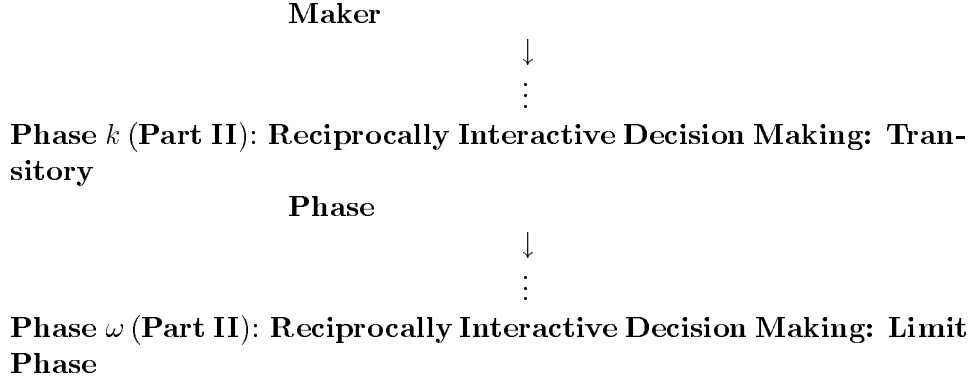 Maker
↓
⋮
Phase k (Part II): Reciprocally Interactive Decision Making: Tran-
sitory
Phase
↓
⋮
Phase ω (Part II): Reciprocally Interactive Decision Making: Limit
Phase